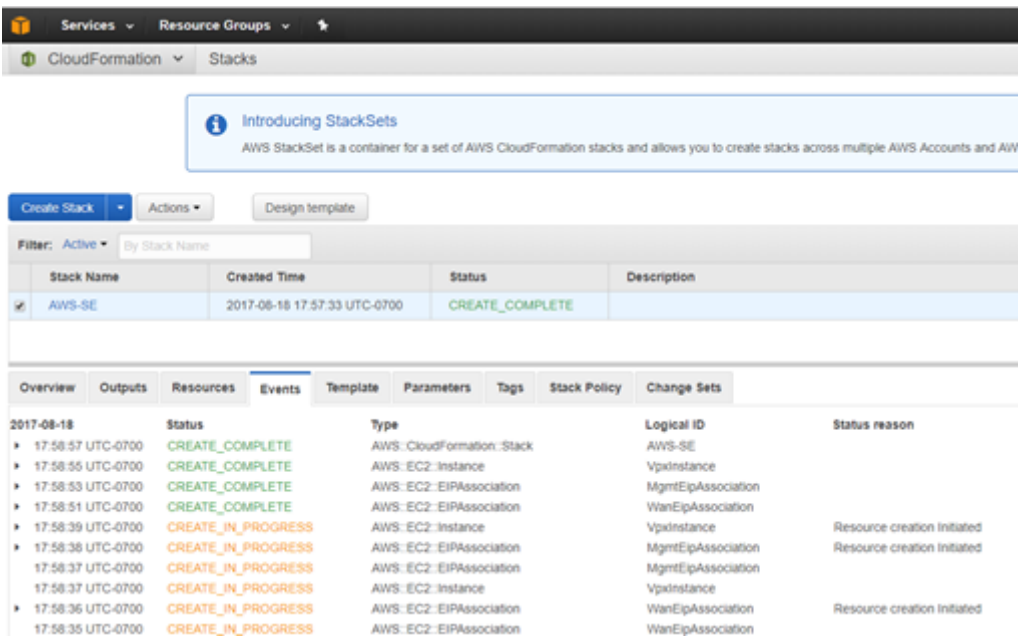 Services Resource Groups
CloudFormation Stacks
Introducing StackSets
AWS StackSet is a container for a set of AWS CloudFormation stacks and allows you to create stacks across multiple AWS Accounts and AW
Create Stack Actions Design template
Filter: Active By Stack Name
Stack Name Created Time Status Description
AWS-SE 2017-08-18 17:57:33 UTC-0700 CREATE_COMPLETE
Overview Outputs Resources Events Template Parameters Tags Stack Policy Change Sets
2017-08-18 Status Type Logical ID Status reason
17:58:57 UTC-0700 CREATE_COMPLETE AWS::CloudFormation::Stack AWS-SE
17:58:55 UTC-0700 CREATE_COMPLETE AWS::EC2::Instance VpxInstance
17:58:53 UTC-0700 CREATE_COMPLETE AWS::EC2::EIPAssociation MgmtEipAssociation
17:58:51 UTC-0700 CREATE_COMPLETE AWS::EC2::EIPAssociation WanEipAssociation
17:58:39 UTC-0700 CREATE_IN_PROGRESS AWS::EC2::Instance VpxInstance Resource creation Initiated
17:58:38 UTC-0700 CREATE_IN_PROGRESS AWS::EC2::EIPAssociation MgmtEipAssociation Resource creation Initiated
17:58:37 UTC-0700 CREATE_IN_PROGRESS AWS::EC2::EIPAssociation MgmtEipAssociation
17:58:37 UTC-0700 CREATE_IN_PROGRESS AWS::EC2::Instance VpxInstance
17:58:36 UTC-0700 CREATE_IN_PROGRESS AWS::EC2::EIPAssociation WanEipAssociation Resource creation Initiated
17:58:35 UTC-0700 CREATE_IN_PROGRESS AWS::EC2::EIPAssociation WanEipAssociation